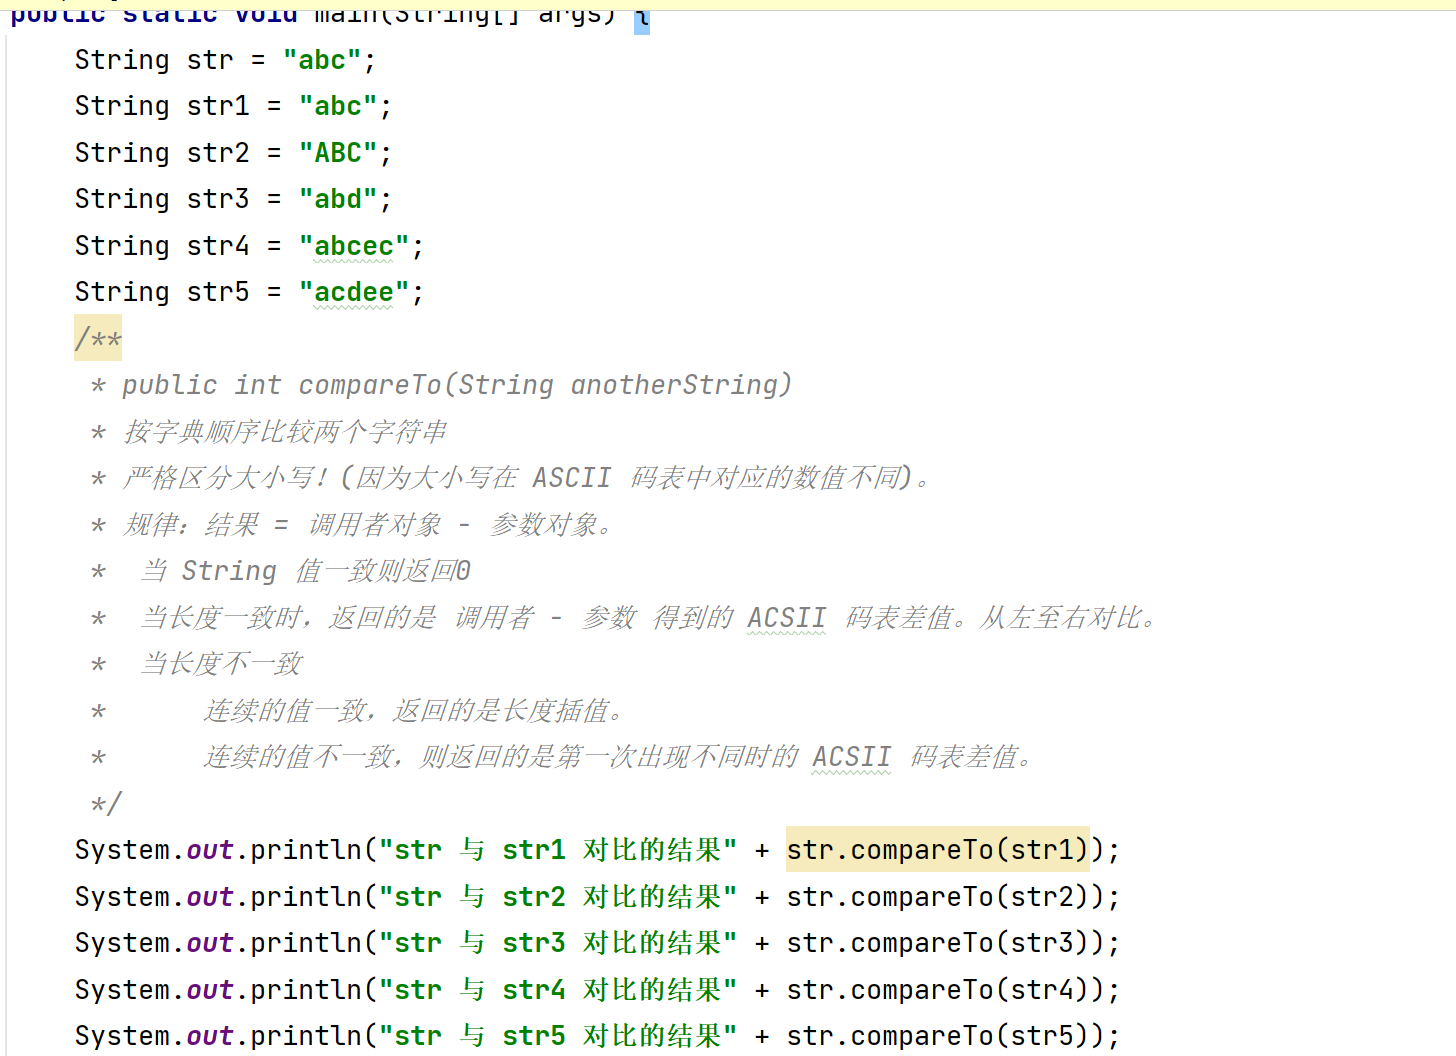 public static void main(String[] args) {
String str = "abc";
String str1 = "abc";
String str2 = "ABC";
String str3 = "abd";
String str4 = "abcec";
String str5 = "acdee";
/**
* public int compareTo(String anotherString)
* 按字典顺序比较两个字符串
* 严格区分大小写！(因为大小写在 ASCII 码表中对应的数值不同)。
* 规律：结果 = 调用者对象 - 参数对象。
* 当 String 值一致则返回0
* 当长度一致时，返回的是 调用者 - 参数 得到的 ACSII 码表差值。从左至右对比。
* 当长度不一致
* 连续的值一致，返回的是长度插值。
* 连续的值不一致，则返回的是第一次出现不同时的 ACSII 码表差值。
*/
System.out.println("str 与 str1 对比的结果" + str.compareTo(str1));
System.out.println("str 与 str2 对比的结果" + str.compareTo(str2));
System.out.println("str 与 str3 对比的结果" + str.compareTo(str3));
System.out.println("str 与 str4 对比的结果" + str.compareTo(str4));
System.out.println("str 与 str5 对比的结果" + str.compareTo(str5));